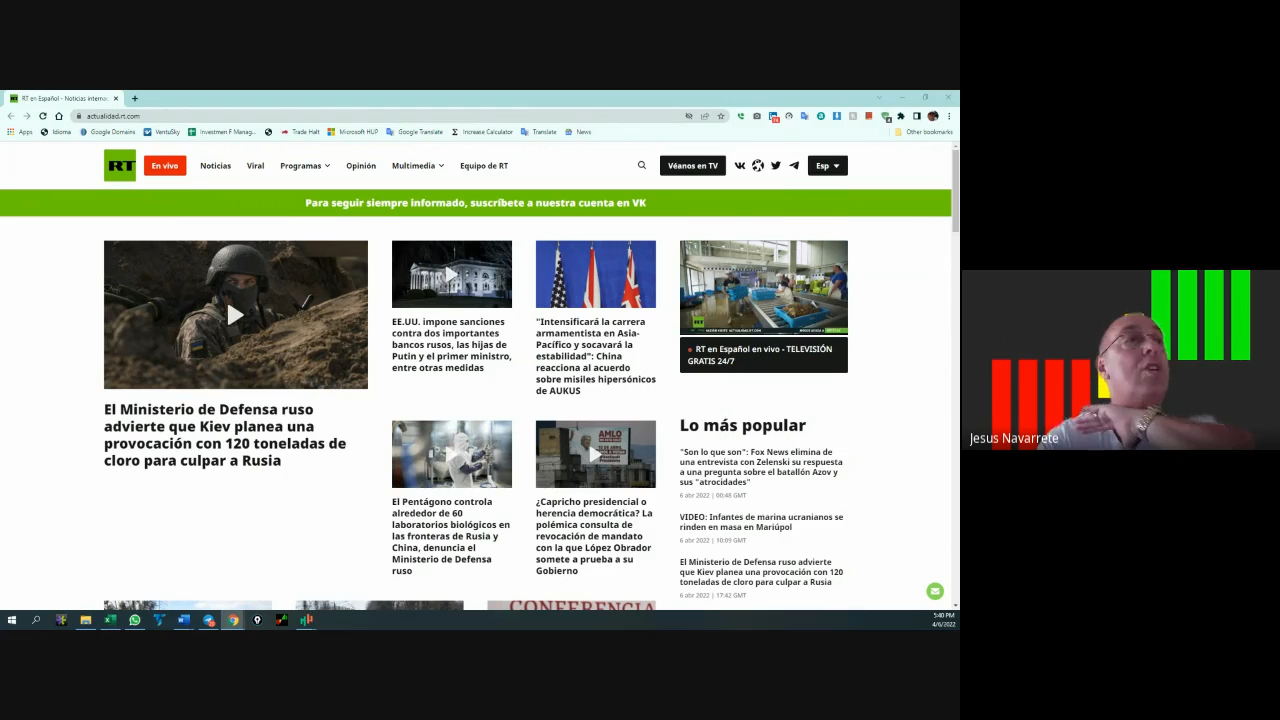 RT en Español - Noticias interna
actualidad.rt.com
Apps
Idioma
Google Domains
VentuSky
Investmen F Manag...
Trade Halt
Microsoft HUP
Google Translate
Increase Calculator
Translate
News
Other bookmarks
RT
En vivo
Noticias
Viral
Programas
Opinión
Multimedia
Equipo de RT
Véanos en TV
Esp
Para seguir siempre informado, suscríbete a nuestra cuenta en VK
El Ministerio de Defensa ruso
advierte que Kiev planea una
provocación con 120 toneladas de
cloro para culpar a Rusia
EE.UU. impone sanciones
contra dos importantes
bancos rusos, las hijas de
Putin y el primer ministro,
entre otras medidas
"Intensificará la carrera
armamentista en Asia-
Pacífico y socavará la
estabilidad": China
reacciona al acuerdo
sobre misiles hipersónicos
de AUKUS
RT en Español en vivo - TELEVISIÓN
GRATIS 24/7
El Pentágono controla
alrededor de 60
laboratorios biológicos en
las fronteras de Rusia y
China, denuncia el
Ministerio de Defensa
ruso
AMLO
¿Capricho presidencial o
herencia democrática? La
polémica consulta de
revocación de mandato
con la que López Obrador
somete a prueba a su
Gobierno
Lo más popular
"Son lo que son": Fox News elimina de
una entrevista con Zelenski su respuesta
a una pregunta sobre el batallón Azov y
sus "atrocidades"
6 abr 2022 | 00:48 GMT
VIDEO: Infantes de marina ucranianos se
rinden en masa en Mariúpol
6 abr 2022 | 10:09 GMT
El Ministerio de Defensa ruso advierte
que Kiev planea una provocación con 120
toneladas de cloro para culpar a Rusia
6 abr 2022 | 17:42 GMT
CONFERENCIA
5:40 PM
4/6/2022
Jesus Navarrete